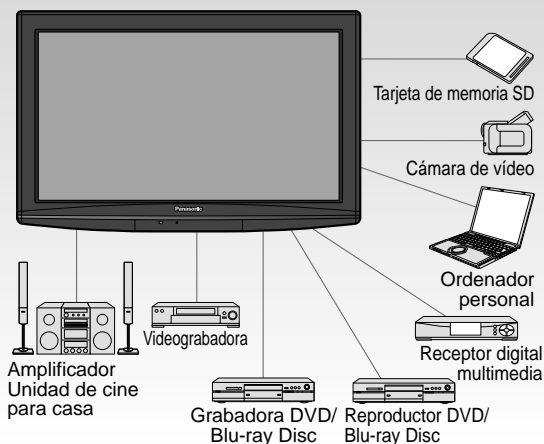 Tarjeta de memoria SD
Cámara de vídeo
Panasonic
Ordenador
personal
Videograbadora
Receptor digital
multimedia
Amplificador
Unidad de cine
para casa
Grabadora DVD/
Blu-ray Disc
Reproductor DVD/
Blu-ray Disc